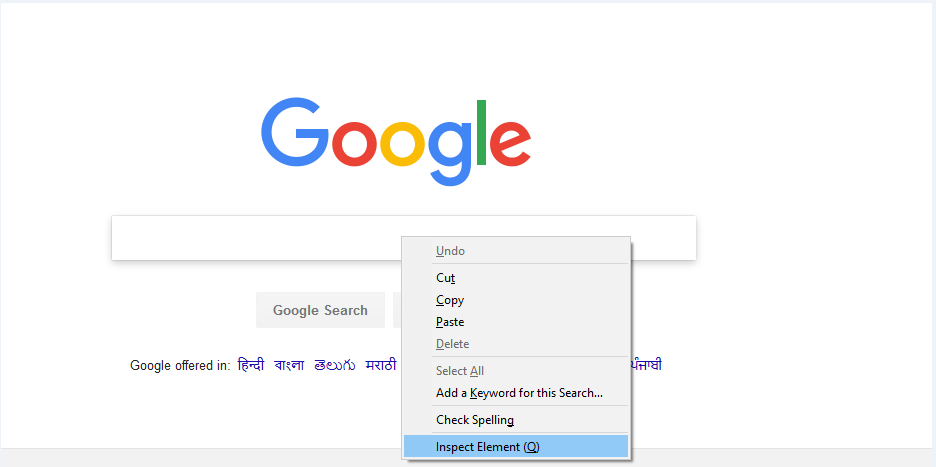 Google
Undo
Cut
Copy
Paste
Delete
Select All
Add a Keyword for this Search...
Check Spelling
Inspect Element (Q)
Google Search
Google offered in: हिन्दी বাংলা తెలుగు मराठी ਪੰਜਾਬੀ